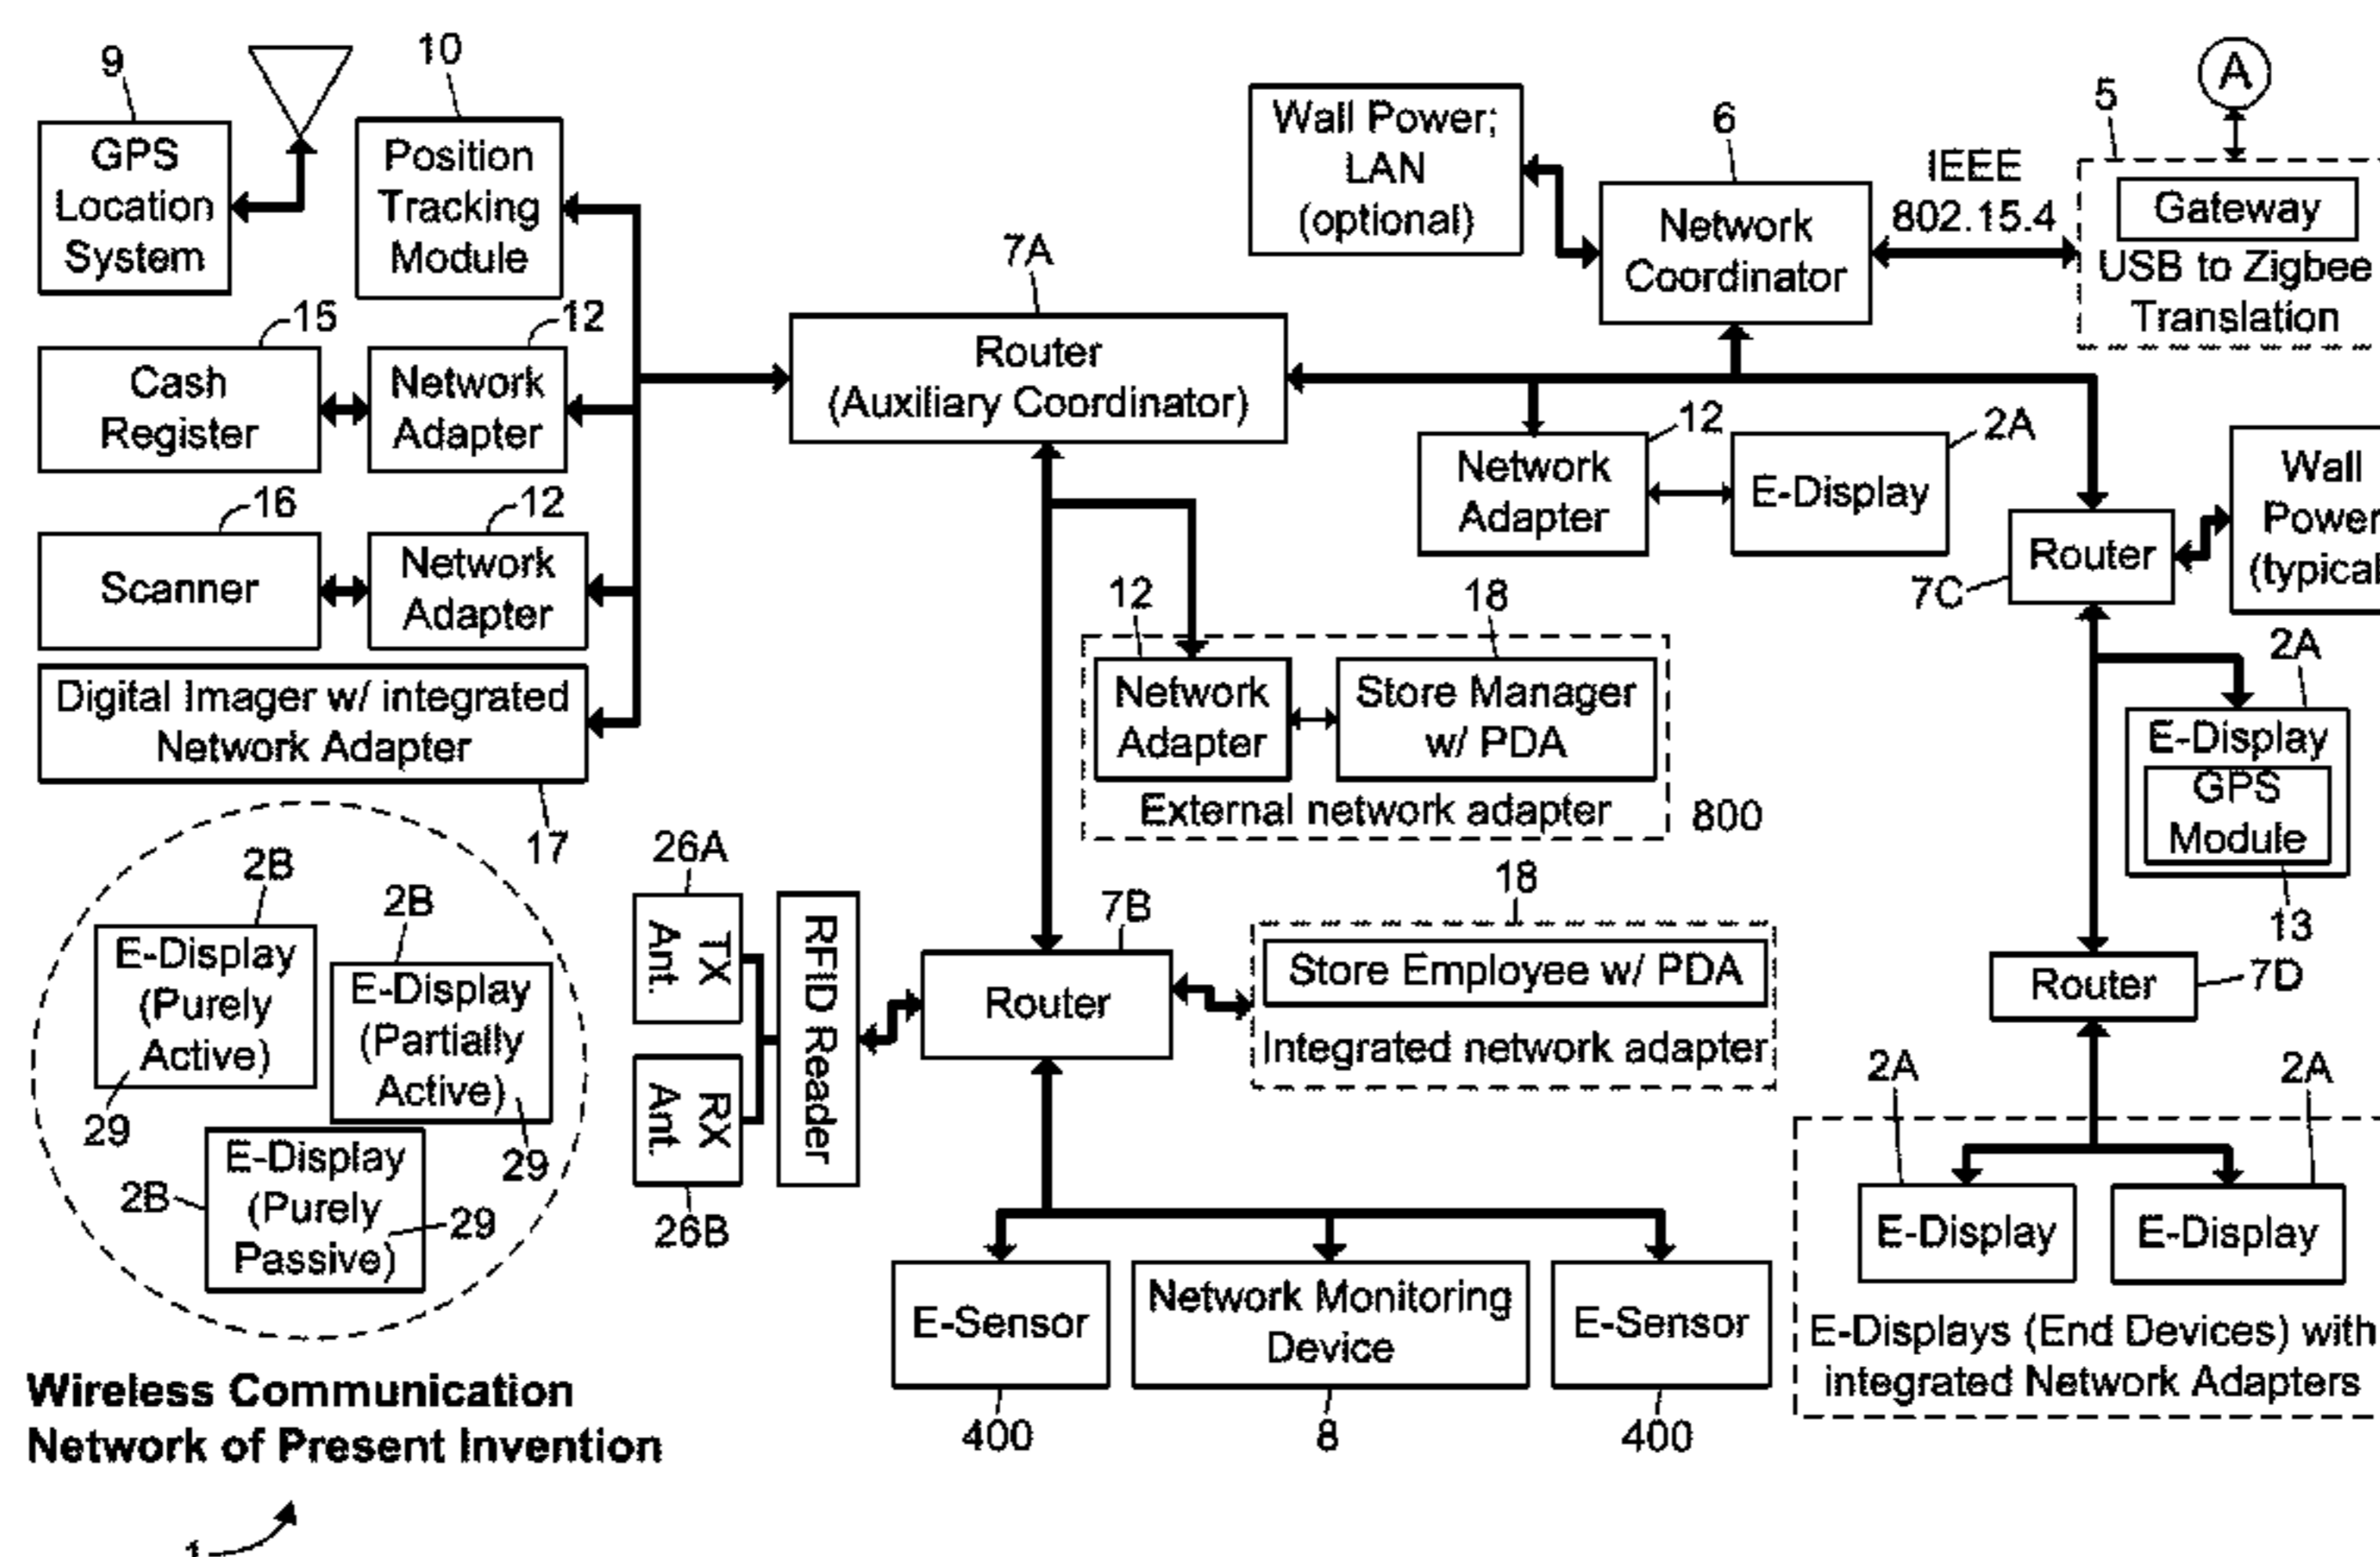 9
10
GPS
Location
System
Position
Tracking
Module
15
12
Cash
Register
Network
Adapter
16
12
Scanner
Network
Adapter
Digital Imager w/ integrated
Network Adapter
17
7A
Router
(Auxiliary Coordinator)
Wall Power;
LAN
(optional)
6
Network
Coordinator
IEEE
802.15.4
A
5
Gateway
USB to Zigbee
Translation
12
2A
Network
Adapter
E-Display
Router
7C
Wall
Power
(typical
12
18
Network
Adapter
Store Manager
w/ PDA
External network adapter
800
2A
E-Display
GPS
Module
13
2B
2B
E-Display
(Purely
Active)
29
E-Display
(Partially
Active)
29
E-Display
(Purely
Passive)
2B
29
26A
TX
Ant.
RX
Ant.
26B
RFID Reader
7B
Router
18
Store Employee w/ PDA
Integrated network adapter
Router
7D
2A
2A
E-Display
E-Display
E-Displays (End Devices) with
integrated Network Adapters
E-Sensor
Network Monitoring
Device
E-Sensor
400
8
400
Wireless Communication
Network of Present Invention
1